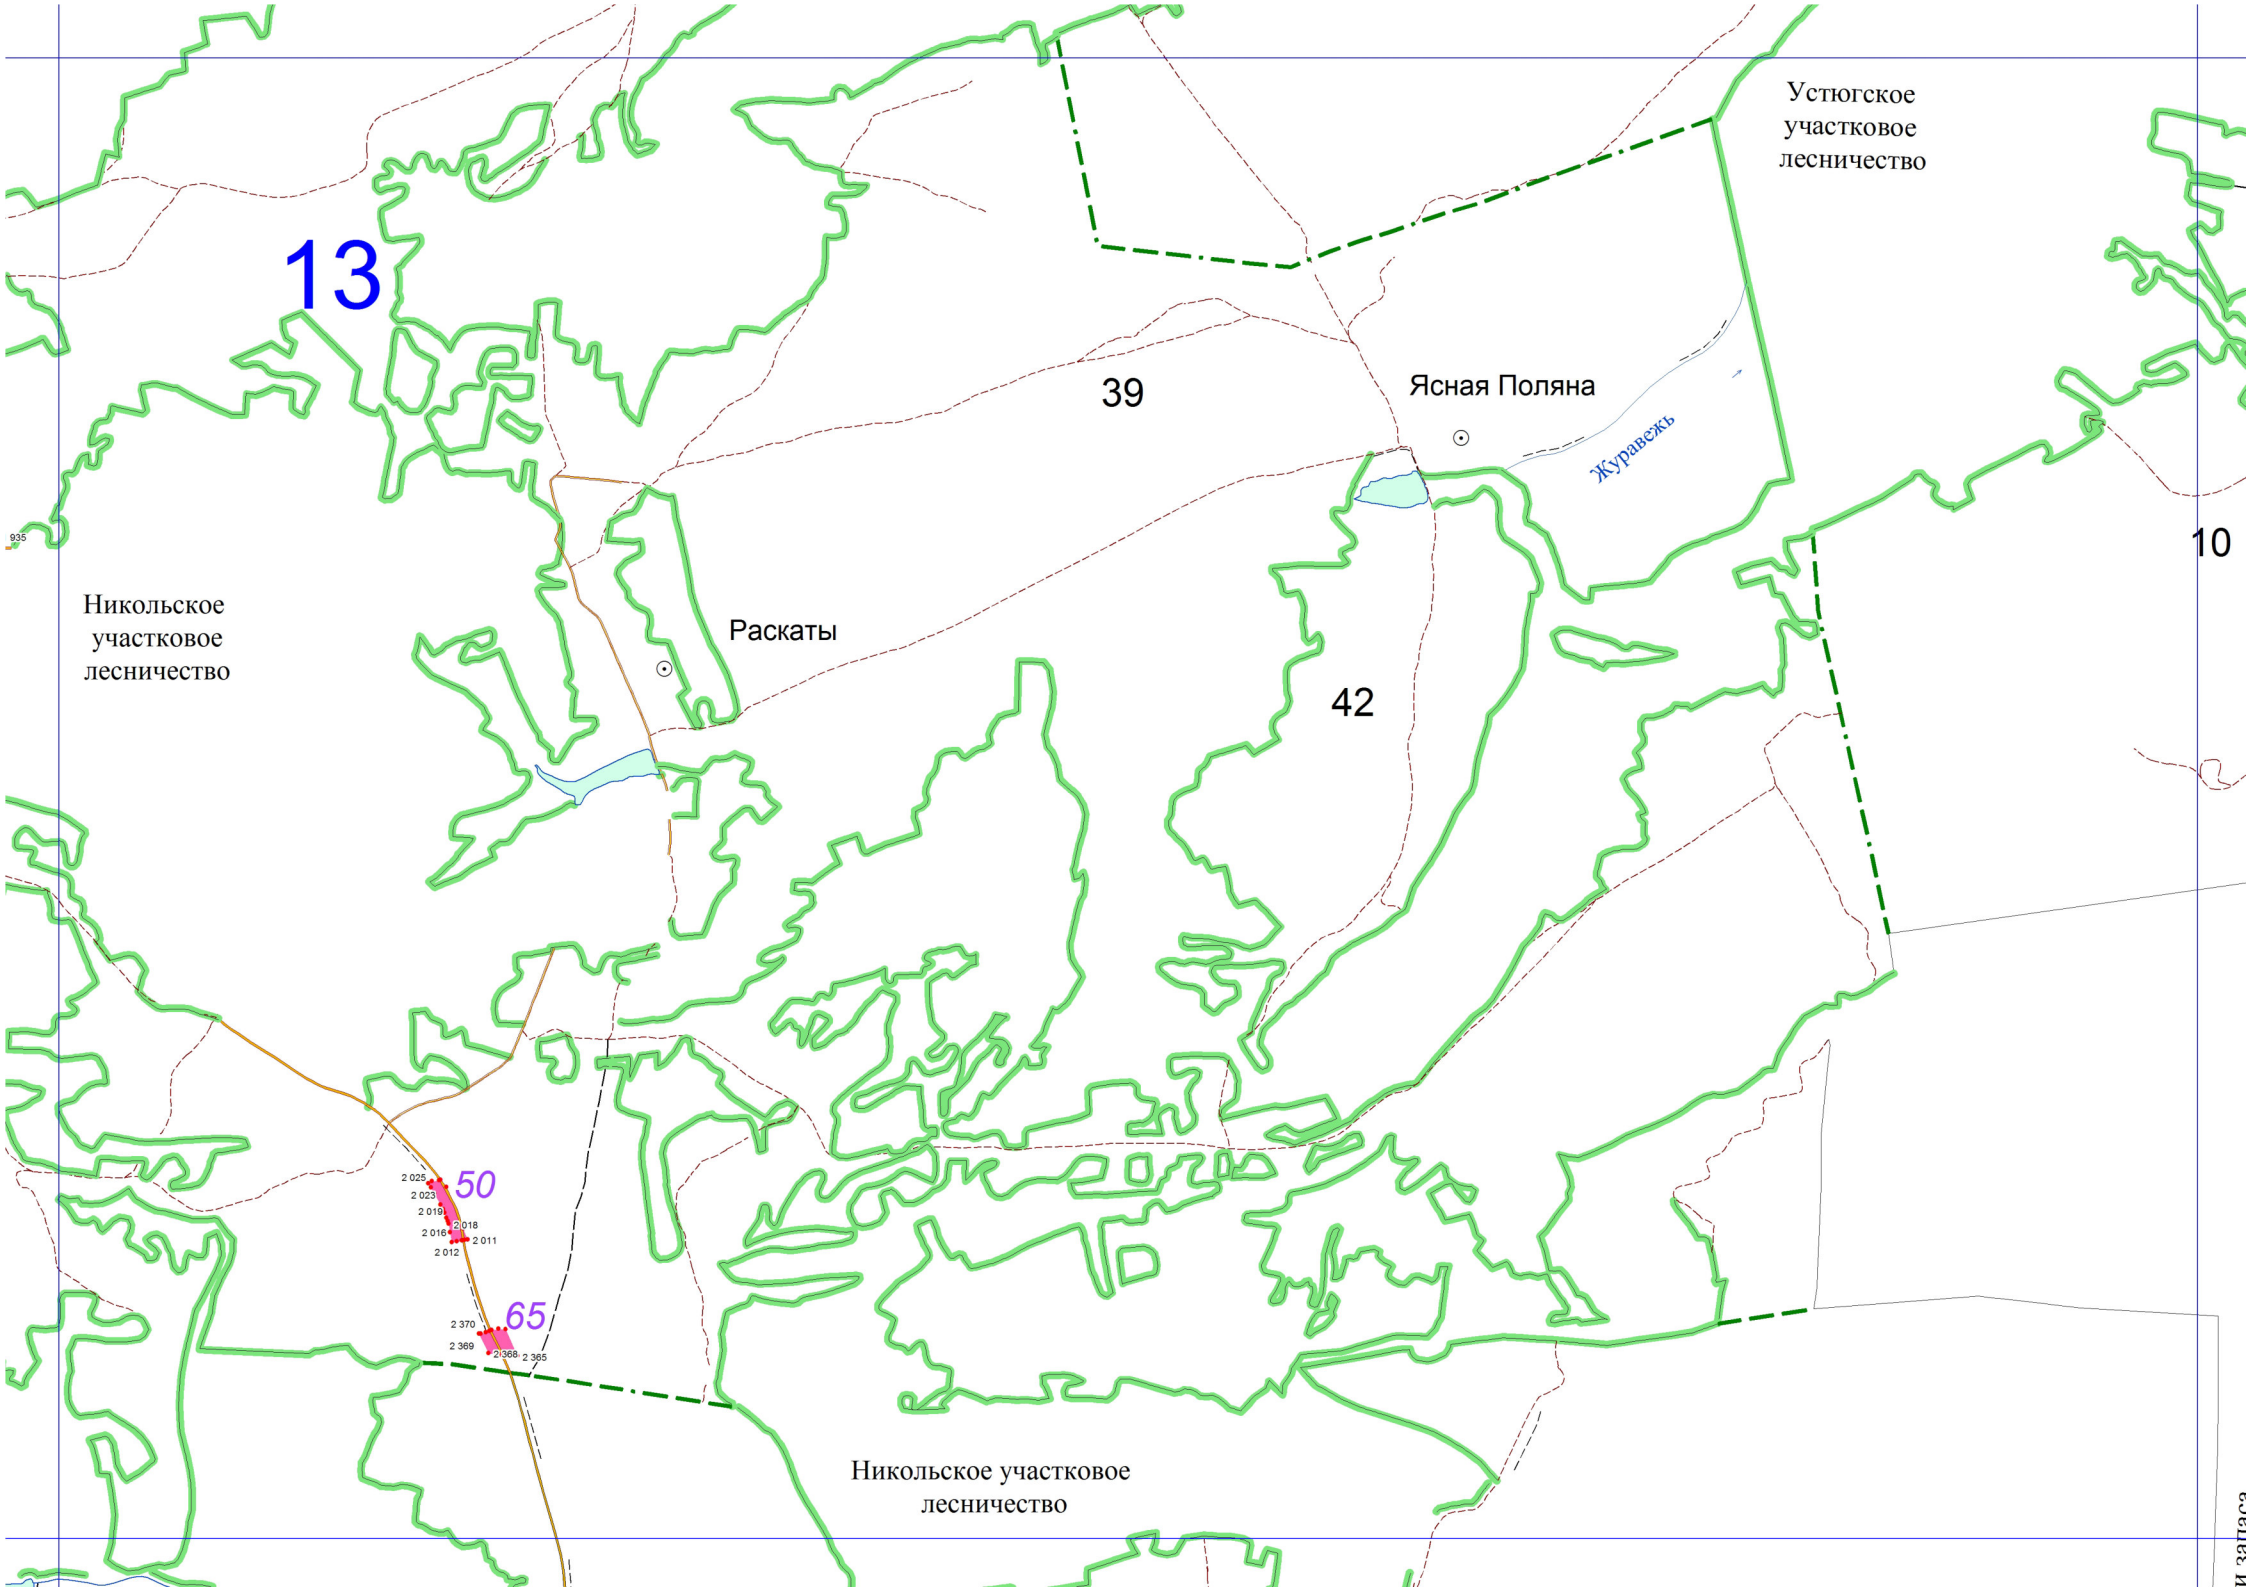 Устюгское
участковое
лесничество
13
39
Ясная Поляна
Журавежь
10
935
Никольское
участковое
лесничество
Раскаты
42
2 025
50
2 023
2 019
2 018
2 016
2 011
2 012
65
2 370
2 369
2 368
2 365
Никольское участковое
лесничество
и запаса